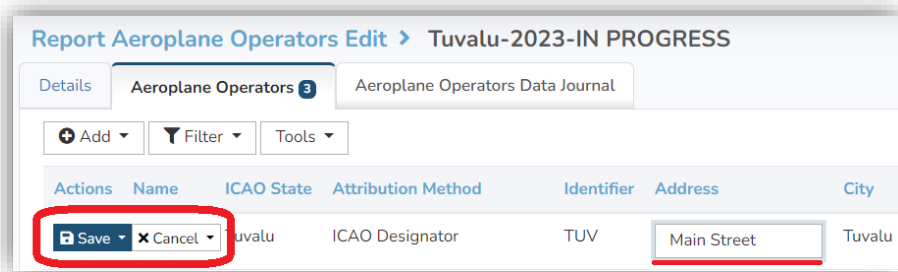 Report Aeroplane Operators Edit > Tuvalu-2023-IN PROGRESS
Details Aeroplane Operators 3 Aeroplane Operators Data Journal
Add Filter Tools
Actions Name ICAO State Attribution Method Identifier Address City
Save Cancel Tuvalu ICAO Designator TUV Main Street Tuvalu